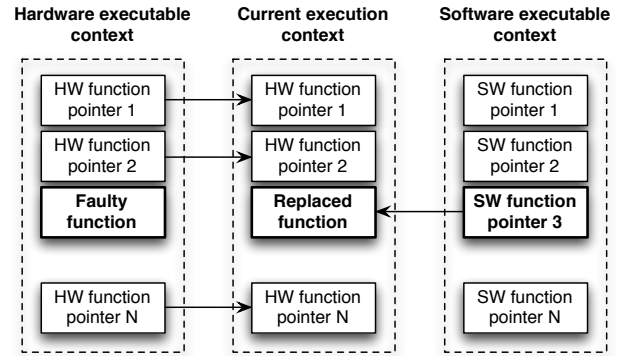 Hardware executable
context
Current execution
context
Software executable
context
HW function
pointer 1
HW function
pointer 1
SW function
pointer 1
HW function
pointer 2
HW function
pointer 2
SW function
pointer 2
Faulty
function
Replaced
function
SW function
pointer 3
HW function
pointer N
HW function
pointer N
SW function
pointer N